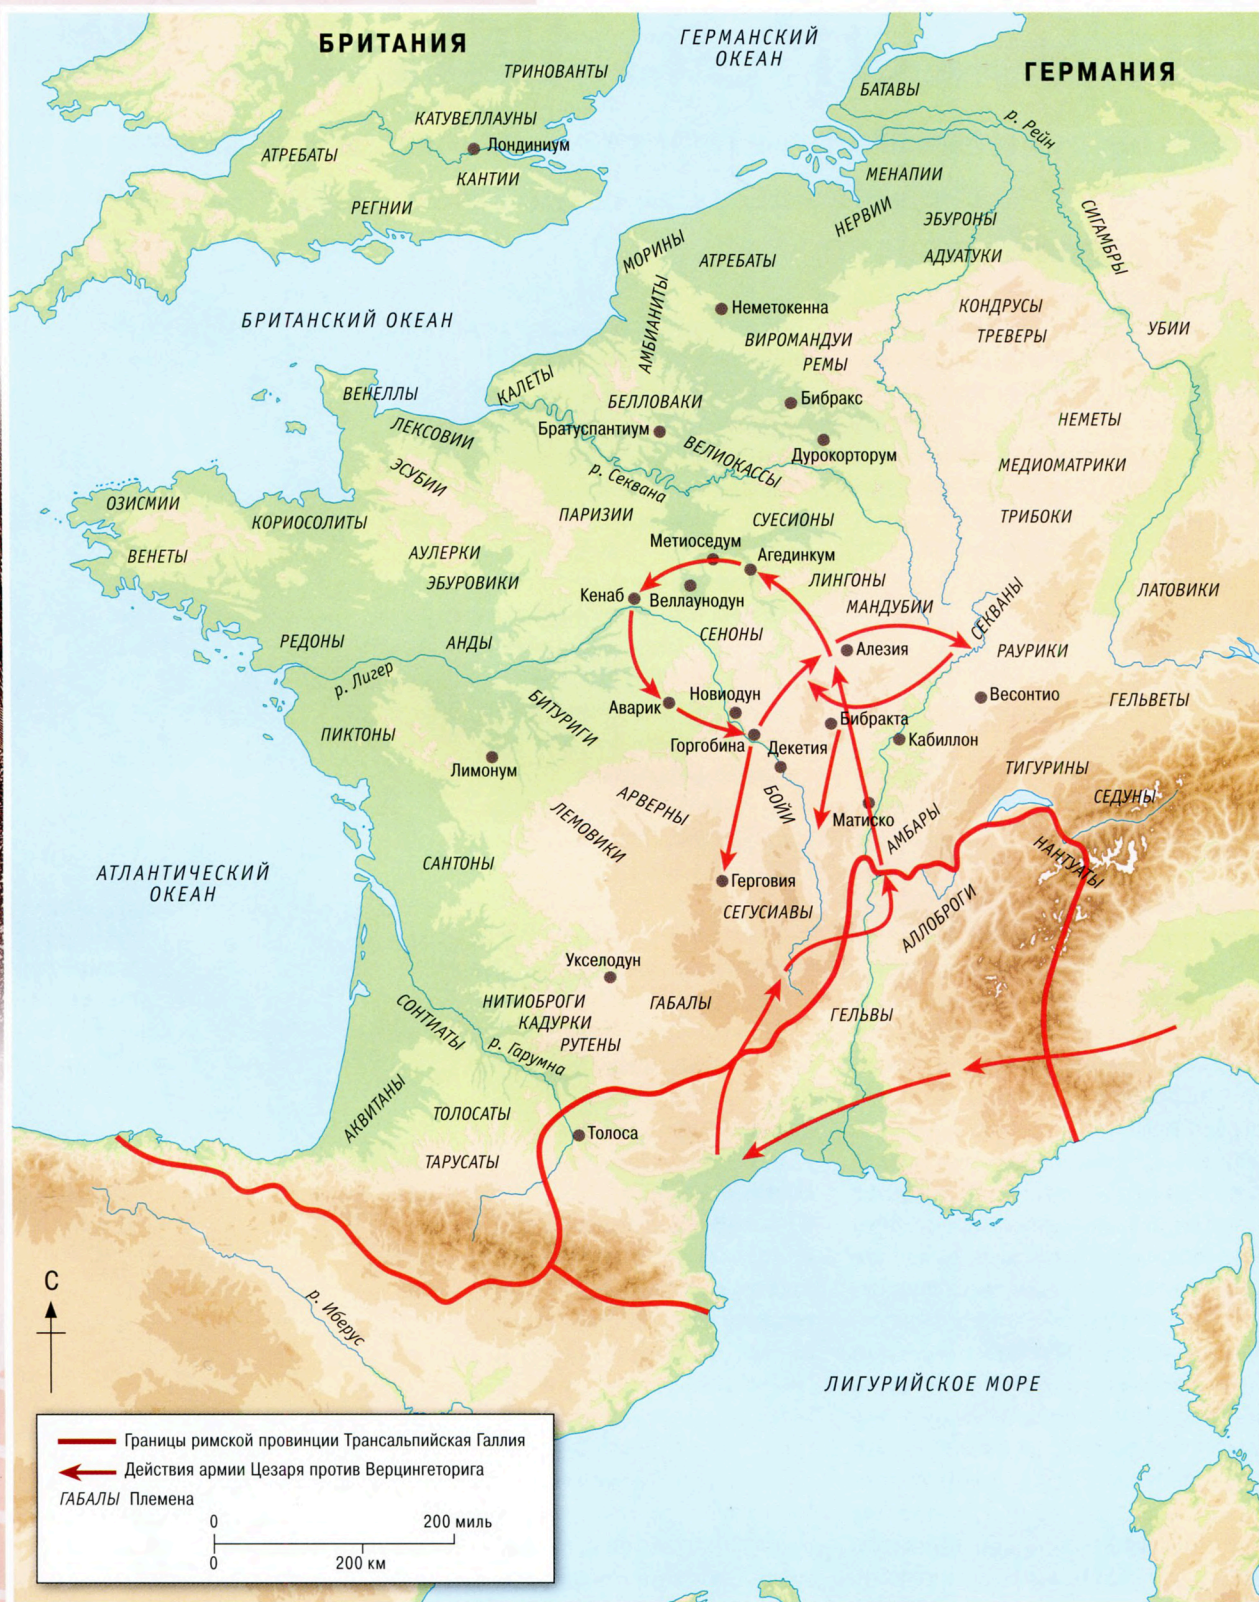 БРИТАНИЯ
ГЕРМАНСКИЙ
ОКЕАН
ГЕРМАНИЯ
ТРИНОВАНТЫ
БАТАВЫ
КАТУВЕЛЛАУНЫ
р. Рейн
Лондиниум
АТРЕБАТЫ
КАНТИИ
МЕНАПИИ
РЕГНИИ
НЕРВИИ
ЭБУРОНЫ
СИГАМБРЫ
МОРИНЫ
АТРЕБАТЫ
АДУАТУКИ
АМБИАНИТЫ
Неметокенна
КОНДРУСЫ
БРИТАНСКИЙ ОКЕАН
ВИРОМАНДУИ
ТРЕВЕРЫ
УБИИ
РЕМЫ
ВЕНЕЛЛЫ
КАЛЕТЫ
БЕЛЛОВАКИ
Бибракс
НЕМЕТЫ
ЛЕКСОВИИ
Братуспантиум
ВЕЛИОКАССЫ
Дурокорторум
ЭСУБИИ
р. Секвана
МЕДИОМАТРИКИ
ОЗИСМИИ
КОРИОСОЛИТЫ
ПАРИЗИИ
СУЕСИОНЫ
ТРИБОКИ
ВЕНЕТЫ
АУЛЕРКИ
Метиоседум
Агединкум
ЭБУРОВИКИ
ЛИНГОНЫ
ЛАТОВИКИ
Кенаб
Веллаунодун
МАНДУБИИ
СЕКВАНЫ
РЕДОНЫ
АНДЫ
СЕНОНЫ
Алезия
РАУРИКИ
р. Лигер
БИТУРИГИ
Аварик
Новиодун
Весонтио
ГЕЛЬВЕТЫ
ПИКТОНЫ
Бибракта
Горгобина
Декетия
Кабиллон
Лимонум
ТИГУРИНЫ
БОЙИ
СЕДУНЫ
АРВЕРНЫ
ЛЕМОВИКИ
Матиско
АМБАРЫ
НАНТУАТЫ
САНТОНЫ
АТЛАНТИЧЕСКИЙ
ОКЕАН
Герговия
СЕГУСИАВЫ
АЛЛОБРОГИ
Укселодун
СОНТИАТЫ
НИТИОБРОГИ
ГАБАЛЫ
КАДУРКИ
ГЕЛЬВЫ
р. Гарумна
РУТЕНЫ
АКВИТАНЫ
ТОЛОСАТЫ
Толоса
ТАРУСАТЫ
С
р. Иберус
ЛИГУРИЙСКОЕ МОРЕ
Границы римской провинции Трансальпийская Галлия
Действия армии Цезаря против Верцингеторига
ГАБАЛЫ Племена
0 200 миль
0 200 км